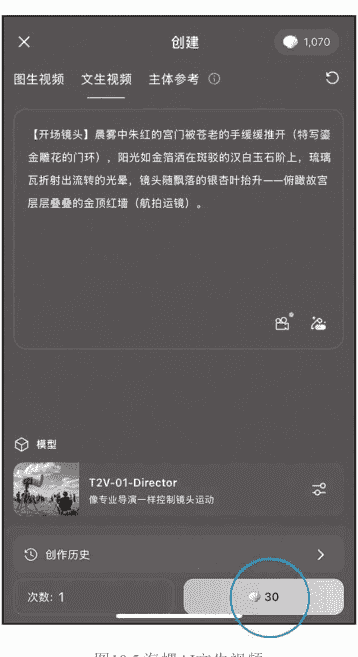 创建
1,070
图生视频 文生视频 主体参考
【开场镜头】晨雾中朱红的宫门被苍老的手缓缓推开（特写鎏
金雕花的门环），阳光如金箔洒在斑驳的汉白玉石阶上，琉璃
瓦折射出流转的光晕，镜头随飘落的银杏叶抬升——俯瞰故宫
层层叠叠的金顶红墙（航拍运镜）。
模型
T2V-01-Director
像专业导演一样控制镜头运动
创作历史
次数: 1
30